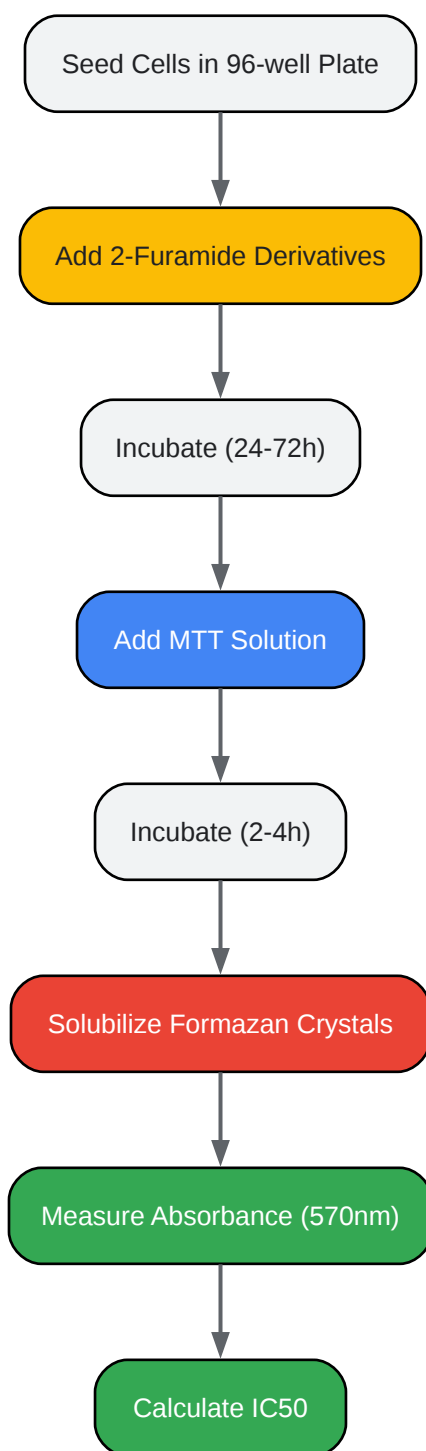 Seed Cells in 96-well Plate
Add 2-Furamide Derivatives
Incubate (24-72h)
Add MTT Solution
Incubate (2-4h)
Solubilize Formazan Crystals
Measure Absorbance (570nm)
Calculate IC50